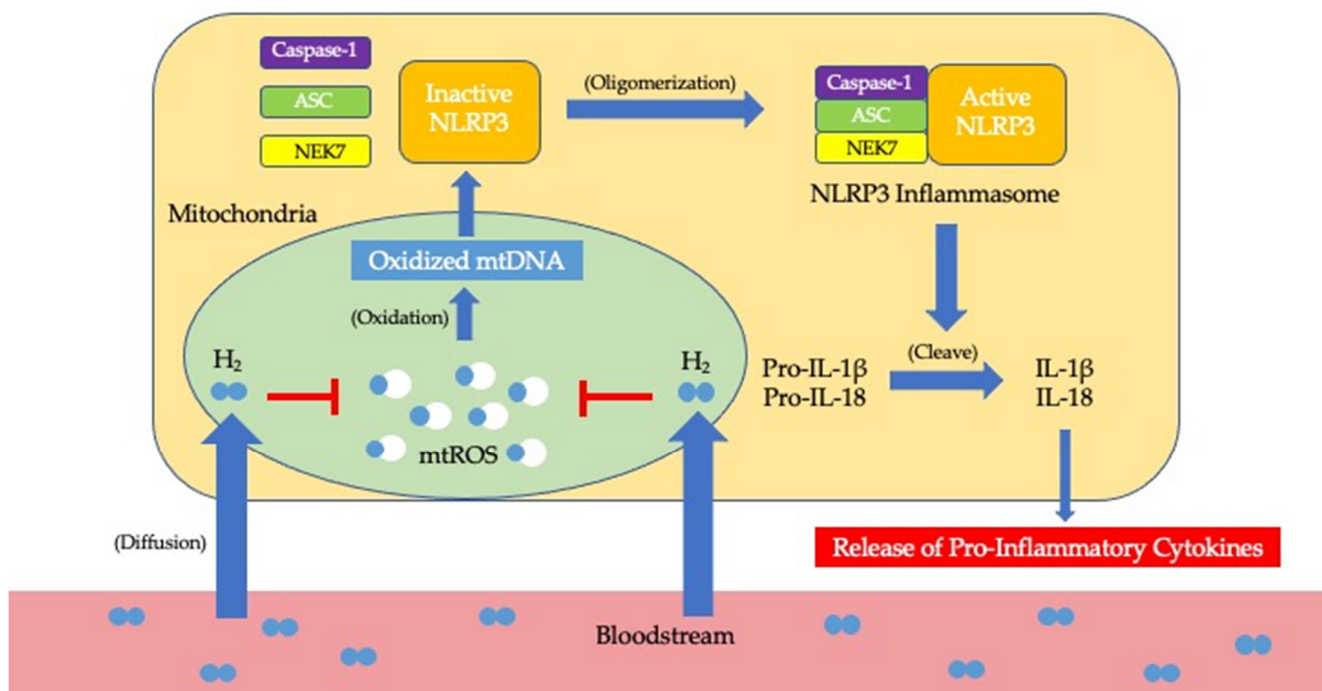 Caspase-1
ASC
NEK7
Inactive
NLRP3
(Oligomerization)
Caspase-1
ASC
NEK7
Active
NLRP3
NLRP3 Inflammasome
Mitochondria
Oxidized mtDNA
(Oxidation)
H₂
H₂
mtROS
Pro-IL-1β
Pro-IL-18
(Cleave)
IL-1β
IL-18
(Diffusion)
Release of Pro-Inflammatory Cytokines
Bloodstream